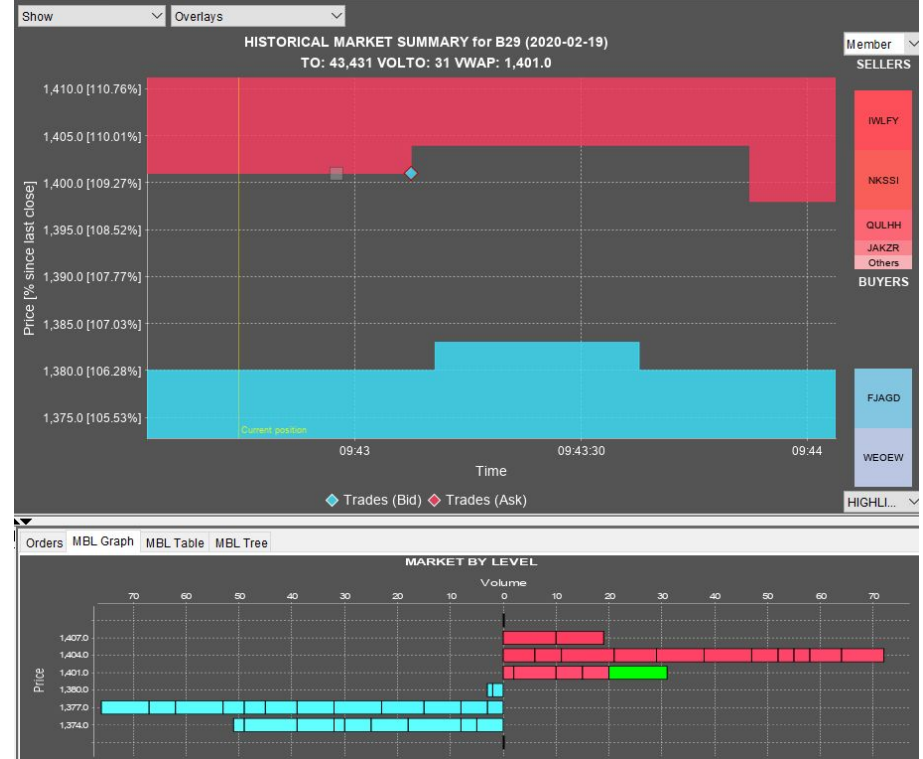 Show Overlays
HISTORICAL MARKET SUMMARY for B29 (2020-02-19)
TO: 43,431 VOLTO: 31 VWAP: 1,401.0
Member
SELLERS
IWLFY
NKSSI
QULHH
JAKZR
Others
BUYERS
FJAGD
WEOEW
HIGHLI...
Price [% since last close]
1,410.0 [110.76%]
1,405.0 [110.01%]
1,400.0 [109.27%]
1,395.0 [108.52%]
1,390.0 [107.77%]
1,385.0 [107.03%]
1,380.0 [106.28%]
1,375.0 [105.53%]
Current position
09:43 09:43:30 09:44
Time
Trades (Bid) Trades (Ask)
Orders MBL Graph MBL Table MBL Tree
MARKET BY LEVEL
Volume
70 60 50 40 30 20 10 0 10 20 30 40 50 60 70
Price
1,407.0
1,404.0
1,401.0
1,380.0
1,377.0
1,374.0